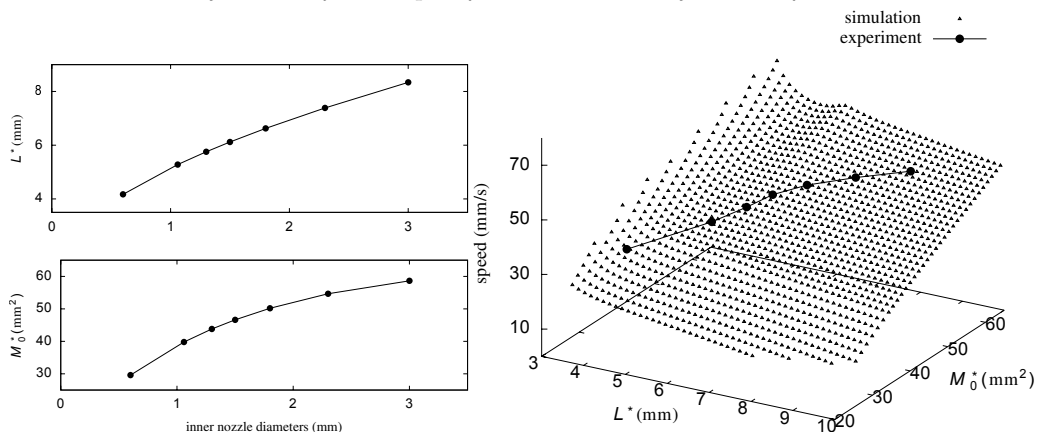 simulation
experiment
L*(mm)
8
6
4
0 1 2 3
M*0(mm²)
60
50
40
30
0 1 2 3
inner nozzle diameters (mm)
speed (mm/s)
70
50
30
10
3 4 5 6 7 8 9 10
L*(mm)
20 30 40 50 60
M*0(mm²)